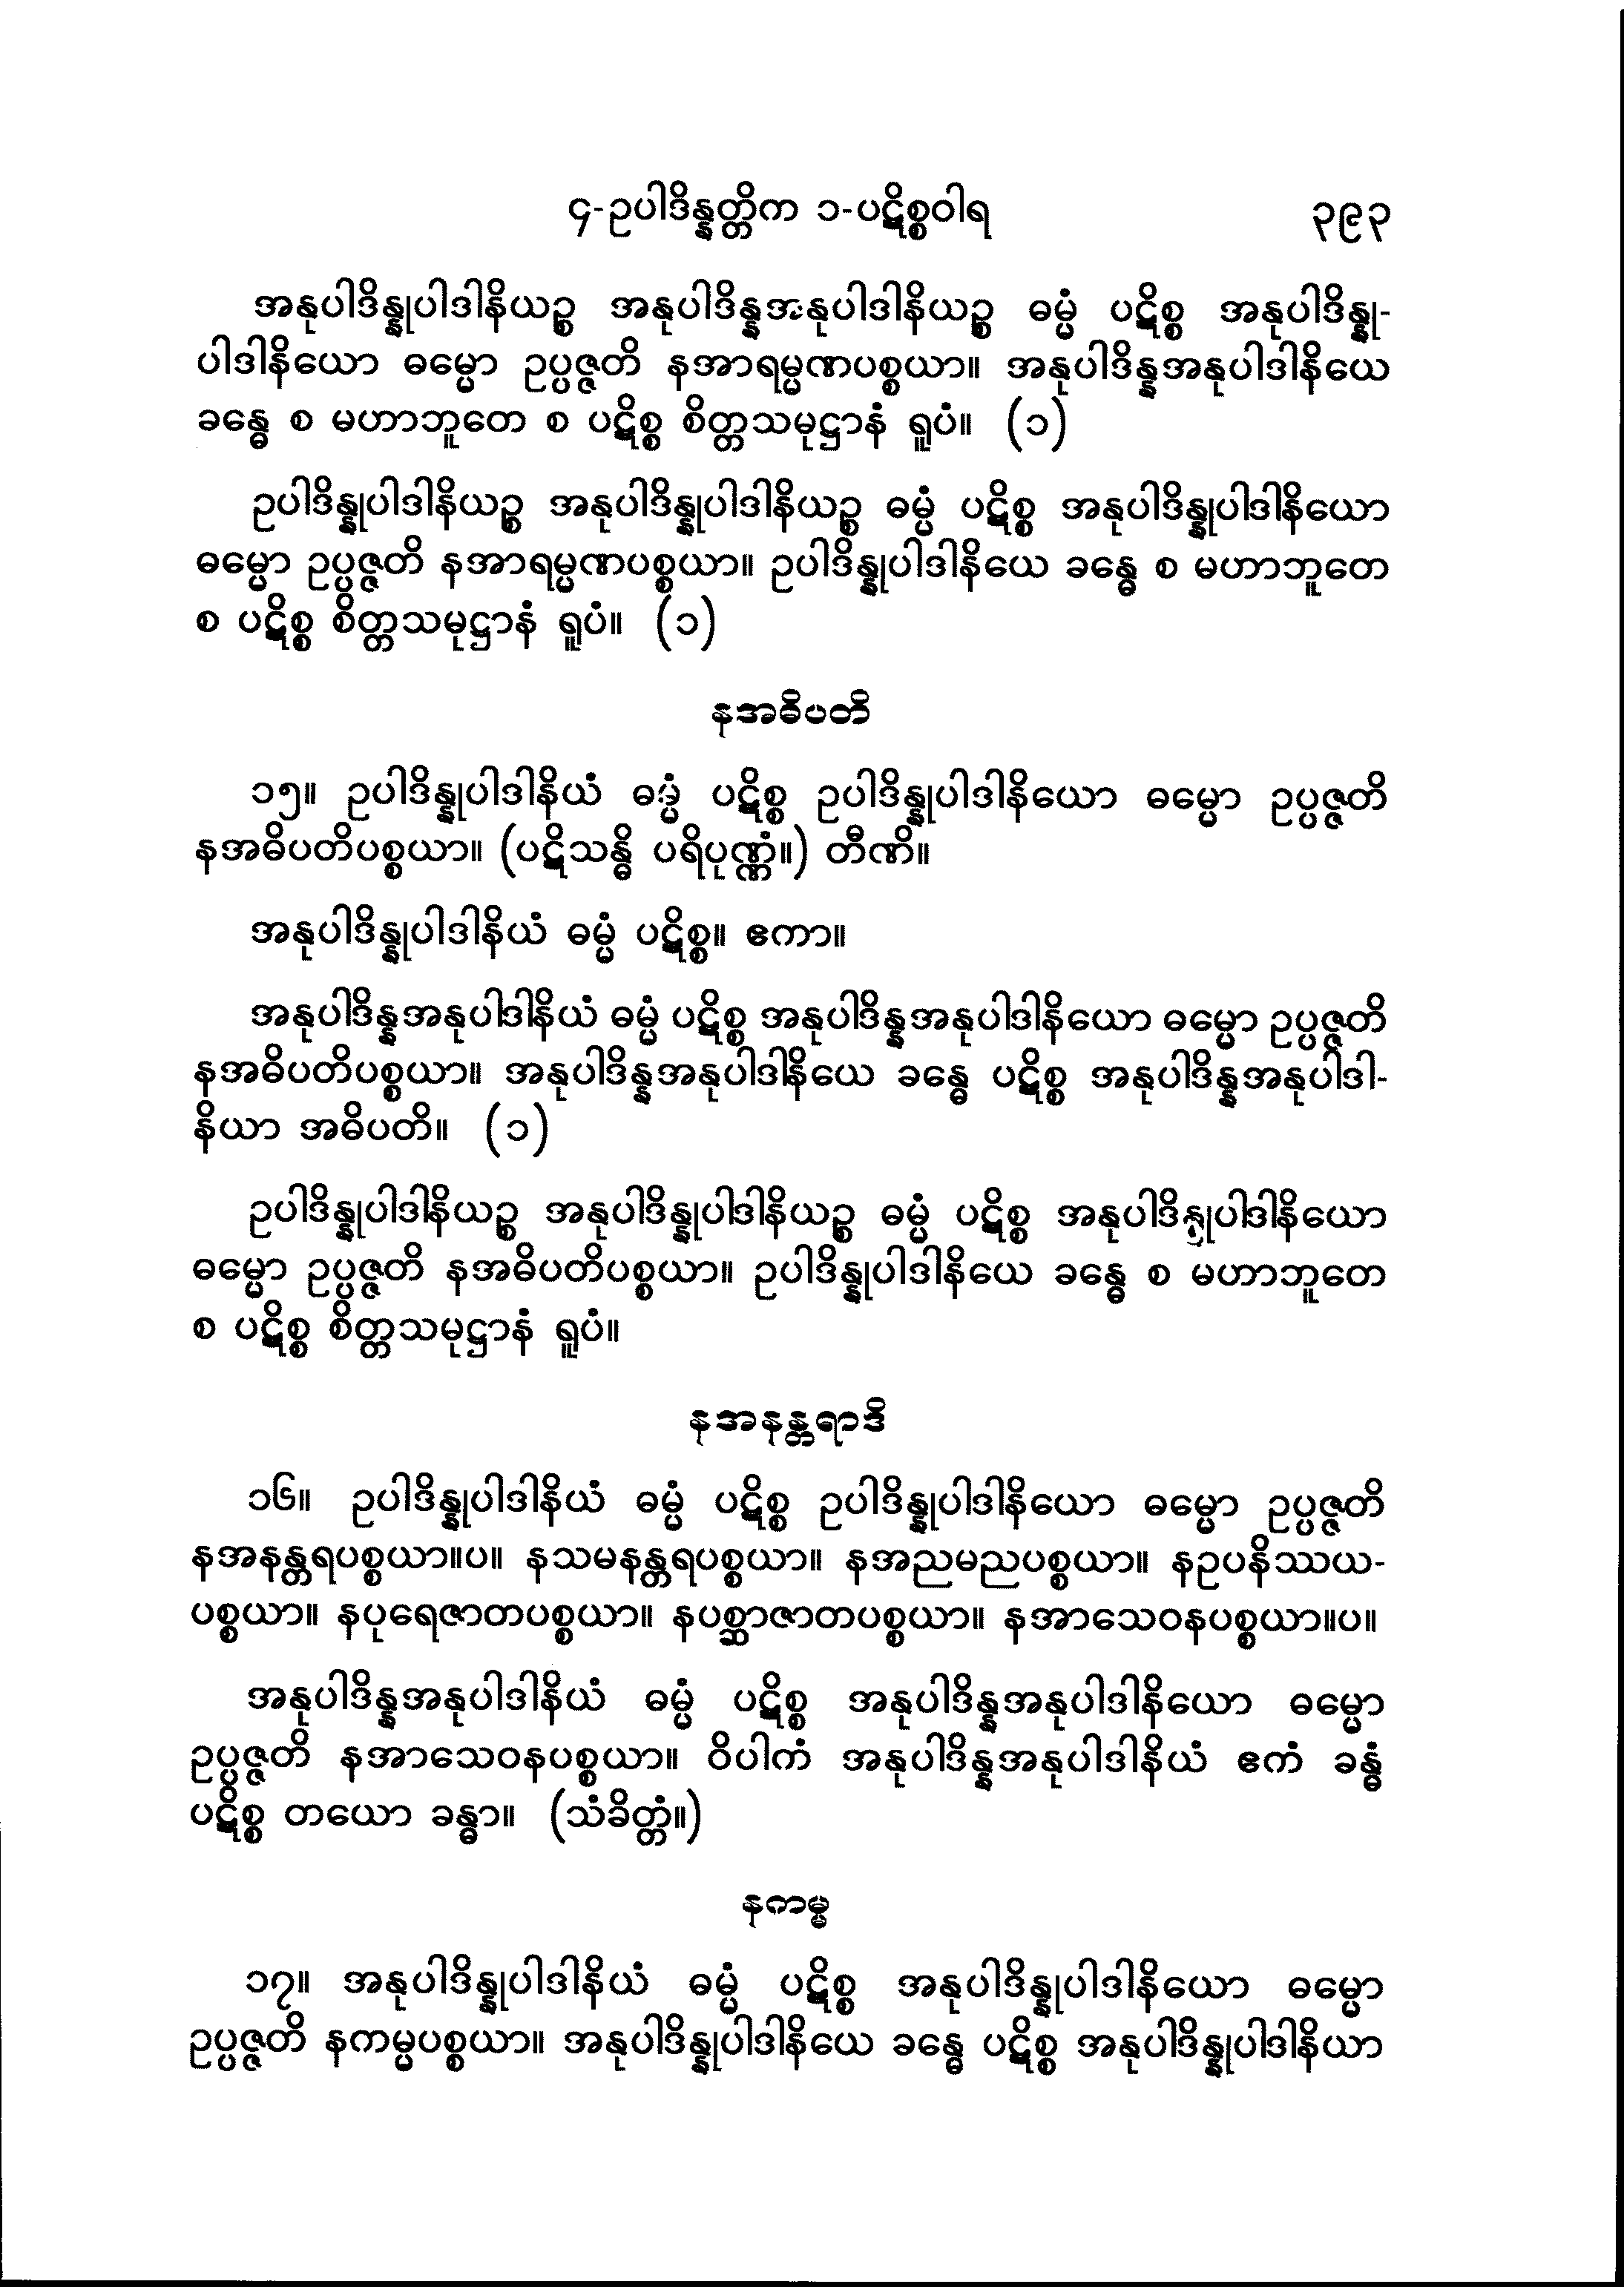 ၄-ဥပါဒိန္နတ္တိက ၁-ပဋိစ္စဝါရ ၃၉၃
အနုပါဒိန္နုပါဒါနိယဉ္စ အနုပါဒိန္နအနုပါဒါနိယဉ္စ ဓမ္မံ ပဋိစ္စ အနုပါဒိန္နု-
ပါဒါနိယော ဓမ္မော ဥပ္ပဇ္ဇတိ နအာရမ္မဏပစ္စယာ။ အနုပါဒိန္နအနုပါဒါနိယေ
ခန္ဓေ စ မဟာဘူတေ စ ပဋိစ္စ စိတ္တသမုဋ္ဌာနံ ရူပံ။ (၁)
ဥပါဒိန္နုပါဒါနိယဉ္စ အနုပါဒိန္နုပါဒါနိယဉ္စ ဓမ္မံ ပဋိစ္စ အနုပါဒိန္နုပါဒါနိယော
ဓမ္မော ဥပ္ပဇ္ဇတိ နအာရမ္မဏပစ္စယာ။ ဥပါဒိန္နုပါဒါနိယေ ခန္ဓေ စ မဟာဘူတေ
စ ပဋိစ္စ စိတ္တသမုဋ္ဌာနံ ရူပံ။ (၁)
နအဓိပတိ
၁၅။ ဥပါဒိန္နုပါဒါနိယံ ဓမ္မံ ပဋိစ္စ ဥပါဒိန္နုပါဒါနိယော ဓမ္မော ဥပ္ပဇ္ဇတိ
နအဓိပတိပစ္စယာ။ (ပဋိသန္ဓိ ပရိပုဏ္ဏံ။) တီဏိ။
အနုပါဒိန္နုပါဒါနိယံ ဓမ္မံ ပဋိစ္စ။ ဧကာ။
အနုပါဒိန္နအနုပါဒါနိယံ ဓမ္မံ ပဋိစ္စ အနုပါဒိန္နအနုပါဒါနိယော ဓမ္မော ဥပ္ပဇ္ဇတိ
နအဓိပတိပစ္စယာ။ အနုပါဒိန္နအနုပါဒါနိယေ ခန္ဓေ ပဋိစ္စ အနုပါဒိန္နအနုပါဒါ-
နိယာ အဓိပတိ။ (၁)
ဥပါဒိန္နုပါဒါနိယဉ္စ အနုပါဒိန္နုပါဒါနိယဉ္စ ဓမ္မံ ပဋိစ္စ အနုပါဒိန္နုပါဒါနိယော
ဓမ္မော ဥပ္ပဇ္ဇတိ နအဓိပတိပစ္စယာ။ ဥပါဒိန္နုပါဒါနိယေ ခန္ဓေ စ မဟာဘူတေ
စ ပဋိစ္စ စိတ္တသမုဋ္ဌာနံ ရူပံ။
နအနန္တရာဒိ
၁၆။ ဥပါဒိန္နုပါဒါနိယံ ဓမ္မံ ပဋိစ္စ ဥပါဒိန္နုပါဒါနိယော ဓမ္မော ဥပ္ပဇ္ဇတိ
နအနန္တရပစ္စယာ။ပ။ နသမနန္တရပစ္စယာ။ နအညမညပစ္စယာ။ နဥပနိဿယ-
ပစ္စယာ။ နပုရေဇာတပစ္စယာ။ နပစ္ဆာဇာတပစ္စယာ။ နအာသေဝနပစ္စယာ။ပ။
အနုပါဒိန္နအနုပါဒါနိယံ ဓမ္မံ ပဋိစ္စ အနုပါဒိန္နအနုပါဒါနိယော ဓမ္မော
ဥပ္ပဇ္ဇတိ နအာသေဝနပစ္စယာ။ ဝိပါကံ အနုပါဒိန္နအနုပါဒါနိယံ ဧကံ ခန္ဓံ
ပဋိစ္စ တယော ခန္ဓာ။ (သံခိတ္တံ။)
နကမ္မ
၁၇။ အနုပါဒိန္နုပါဒါနိယံ ဓမ္မံ ပဋိစ္စ အနုပါဒိန္နုပါဒါနိယော ဓမ္မော
ဥပ္ပဇ္ဇတိ နကမ္မပစ္စယာ။ အနုပါဒိန္နုပါဒါနိယေ ခန္ဓေ ပဋိစ္စ အနုပါဒိန္နုပါဒါနိယာ